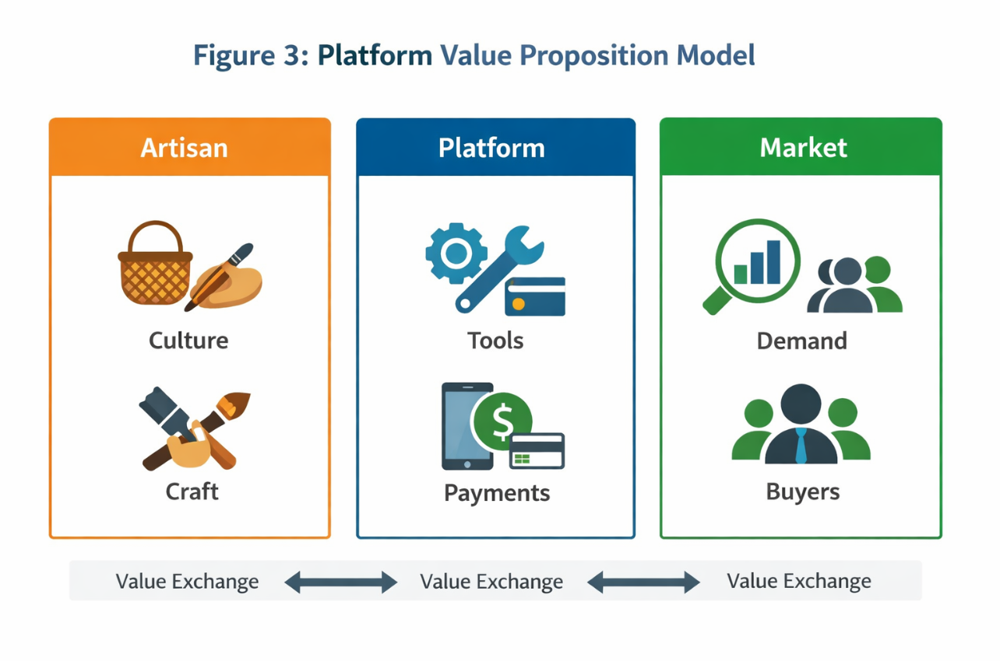 Figure 3: Platform Value Proposition Model
Artisan
Culture
Craft
Platform
Tools
$
Payments
Market
Demand
Buyers
Value Exchange
Value Exchange
Value Exchange